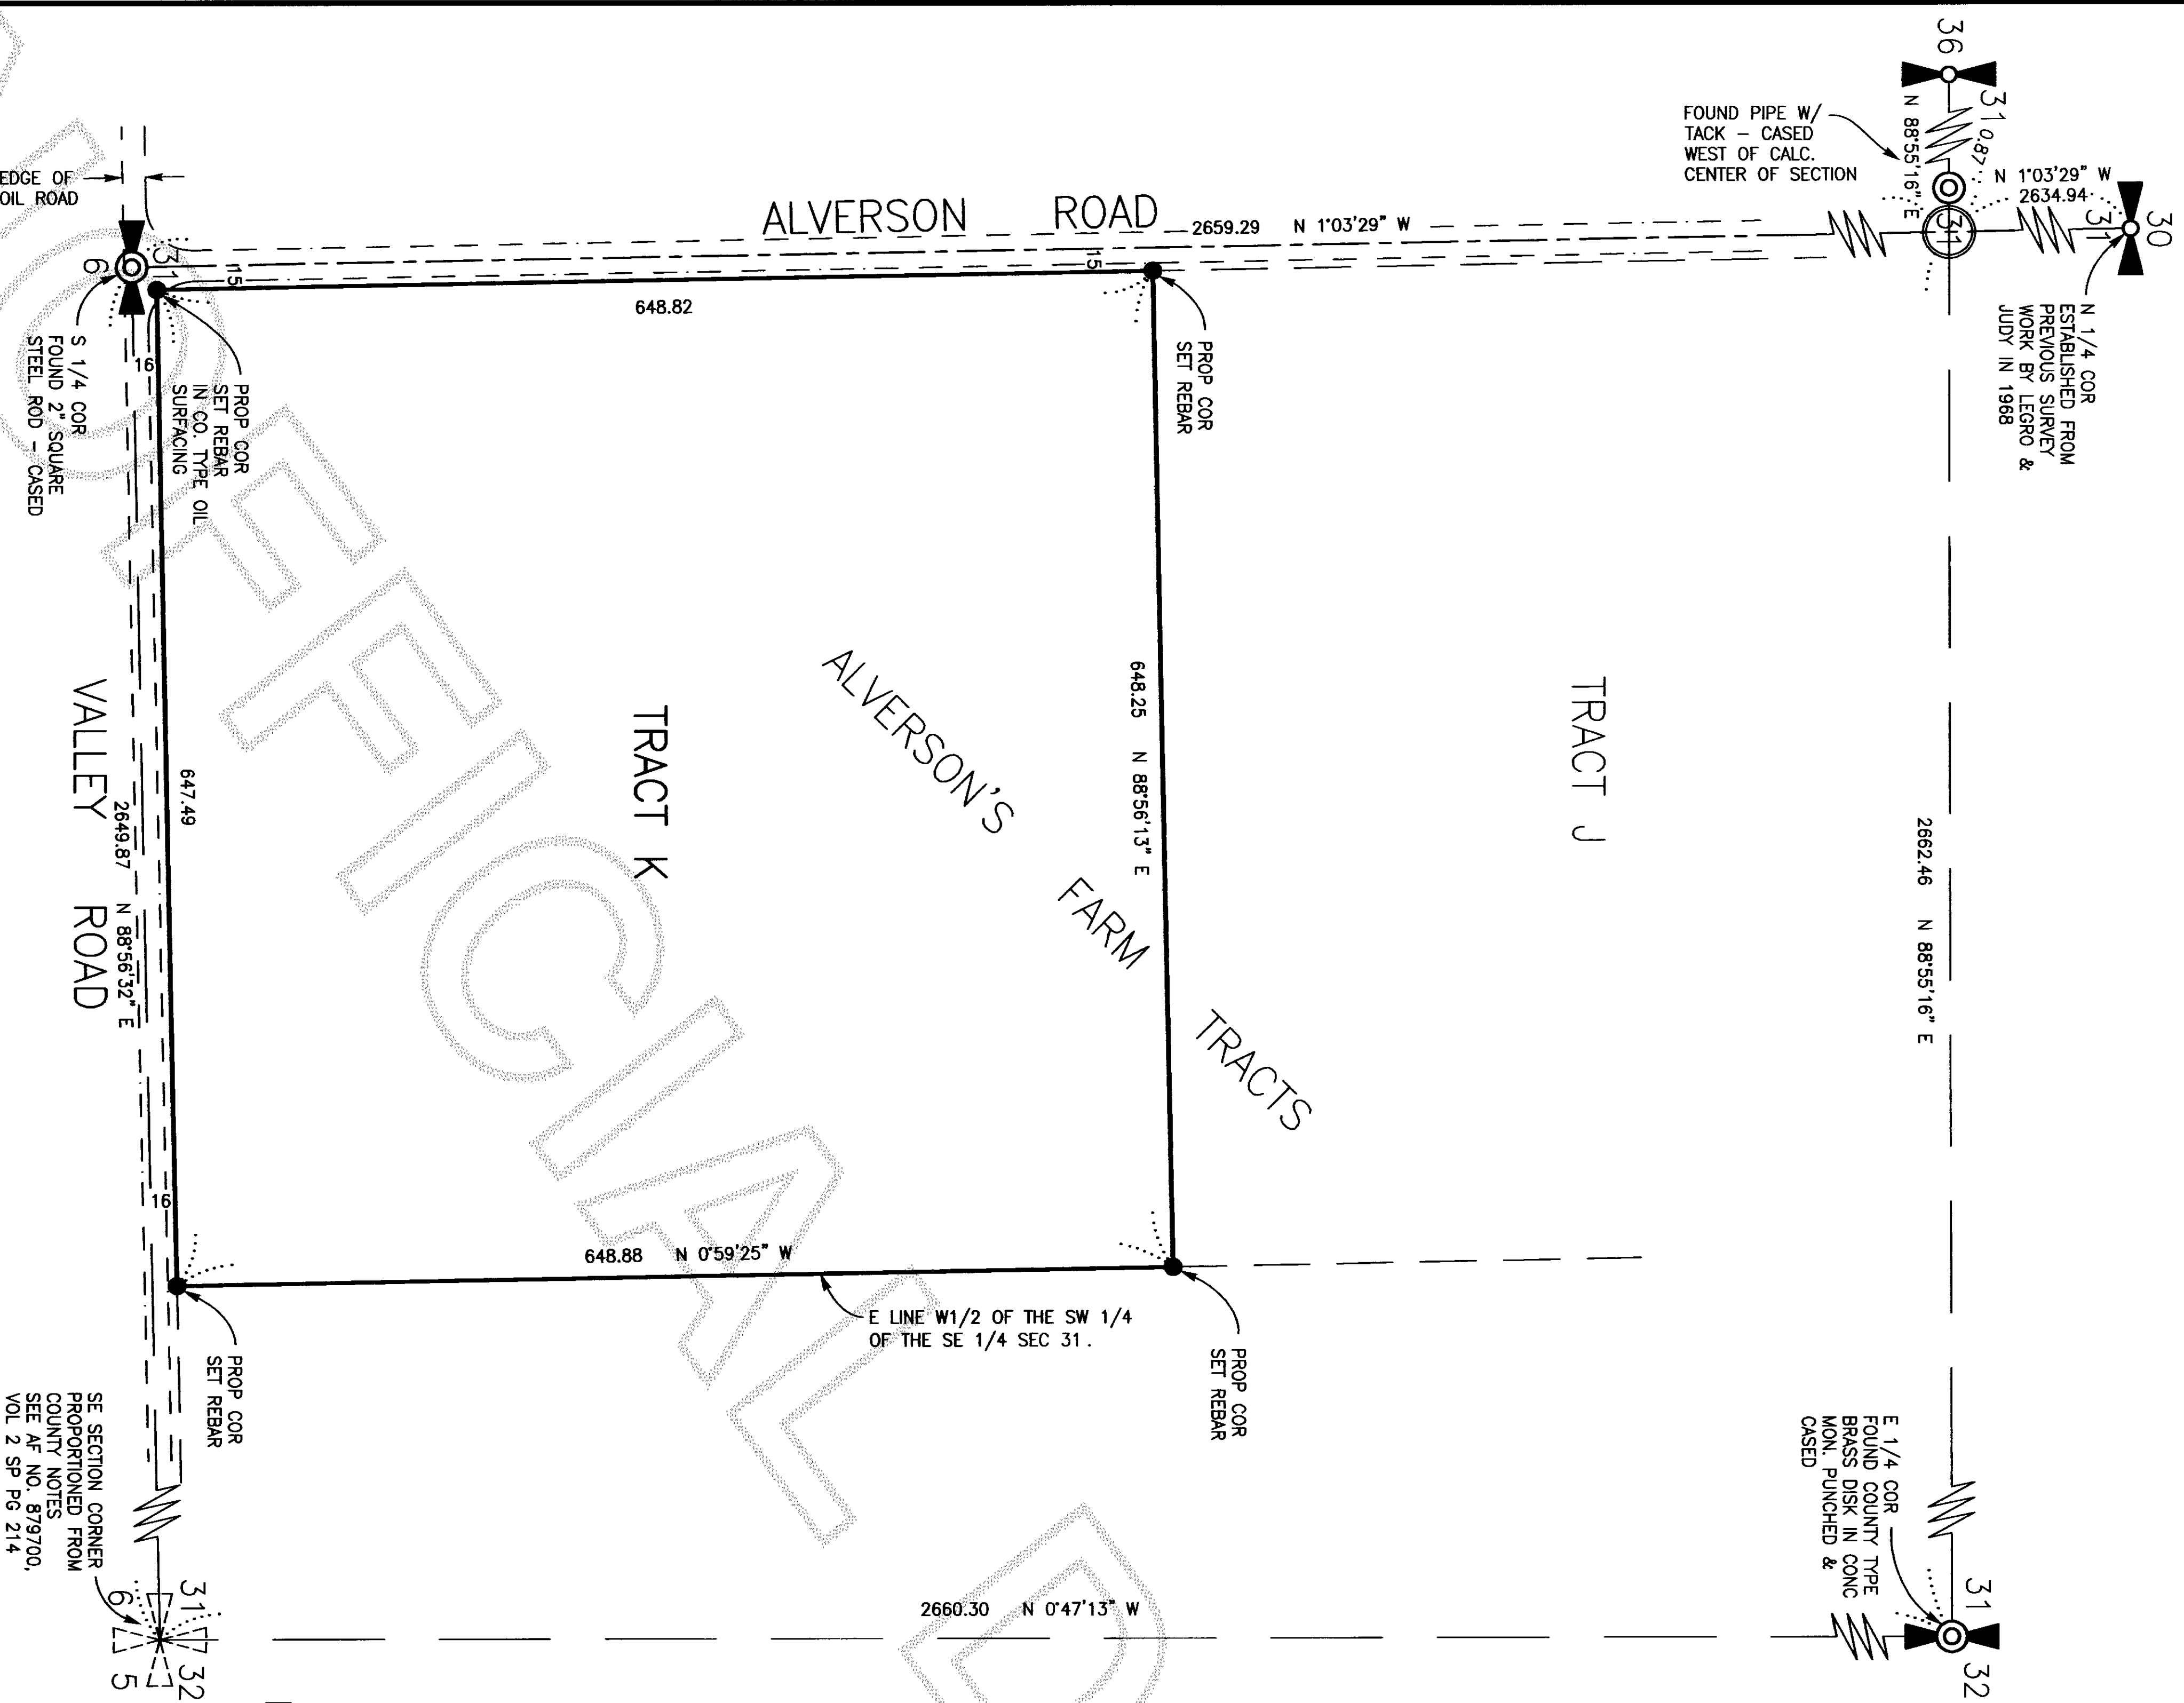 36
31
0.87
N 88°55'16" E
FOUND PIPE W/
TACK – CASED
WEST OF CALC.
CENTER OF SECTION
31
N 1°03'29" W
2634.94
30
31
N 1/4 COR
ESTABLISHED FROM
PREVIOUS SURVEY
WORK BY LEGRO &
JUDY IN 1968
EDGE OF
OIL ROAD
ALVERSON ROAD
2659.29 N 1°03'29" W
15
15
31
6
S 1/4 COR
FOUND 2" SQUARE
STEEL ROD – CASED
16
PROP COR
SET REBAR
IN CO. TYPE OIL
SURFACING
648.82
PROP COR
SET REBAR
648.25 N 88°56'13" E
TRACT J
2662.46 N 88°55'16" E
ALVERSON'S
FARM
TRACTS
TRACT K
647.49
2649.87 N 88°56'32" E
VALLEY ROAD
16
648.88 N 0°59'25" W
E LINE W1/2 OF THE SW 1/4
OF THE SE 1/4 SEC 31 .
PROP COR
SET REBAR
PROP COR
SET REBAR
E 1/4 COR
FOUND COUNTY TYPE
BRASS DISK IN CONC
MON. PUNCHED &
CASED
31
32
SE SECTION CORNER
PROPORTIONED FROM
COUNTY NOTES
SEE AF NO. 879700,
VOL 2 SP PG 214
31
6
32
5
2660.30 N 0°47'13" W
OFFICIAL D